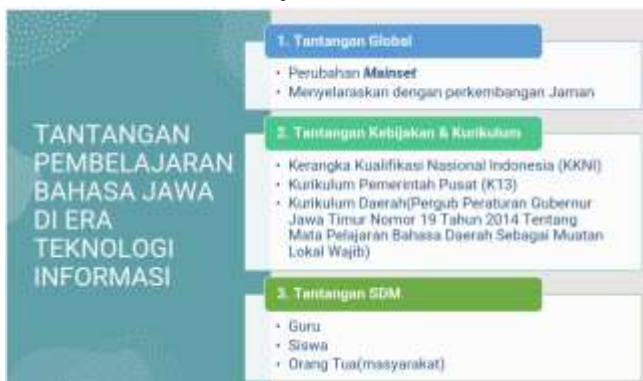 TANTANGAN
PEMBELAJARAN
BAHASA JAWA
DI ERA
TEKNOLOGI
INFORMASI
1. Tantangan Global
• Perubahan Mainset
• Menyelaraskan dengan perkembangan Jaman
2. Tantangan Kebijakan & Kurikulum
• Kerangka Kualifikasi Nasional Indonesia (KKNI)
• Kurikulum Pemerintah Pusat (K13)
• Kurikulum Daerah(Pergub Peraturan Gubernur
Jawa Timur Nomor 19 Tahun 2014 Tentang
Mata Pelajaran Bahasa Daerah Sebagai Muatan
Lokal Wajib)
3. Tantangan SDM
• Guru
• Siswa
• Orang Tua(masyarakat)